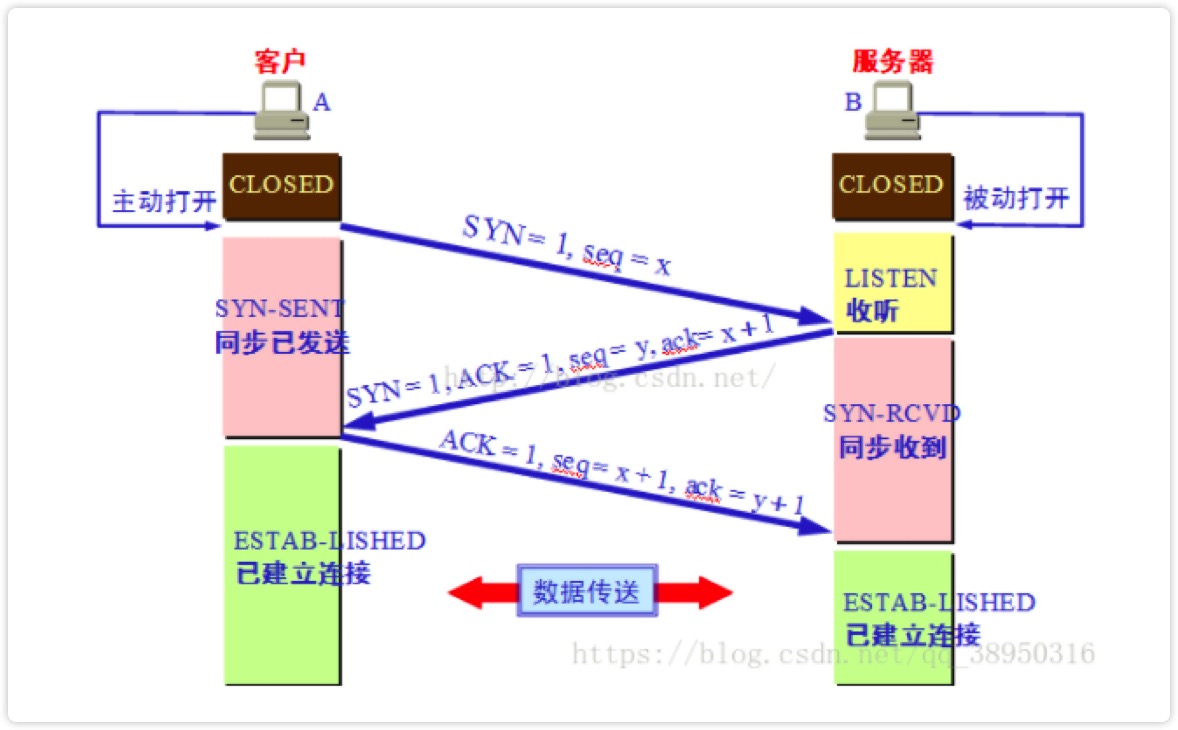 客户
服务器
A
B
CLOSED
CLOSED
主动打开
被动打开
SYN = 1, seq = x
LISTEN
收听
SYN-SENT
同步已发送
SYN = 1, ACK = 1, seq = y, ack = x + 1
http://blog.csdn.net/
SYN-RCVD
同步收到
ACK = 1, seq = x + 1, ack = y + 1
ESTAB-LISHED
已建立连接
数据传送
ESTAB-LISHED
已建立连接
https://blog.csdn.net/qq_38950316